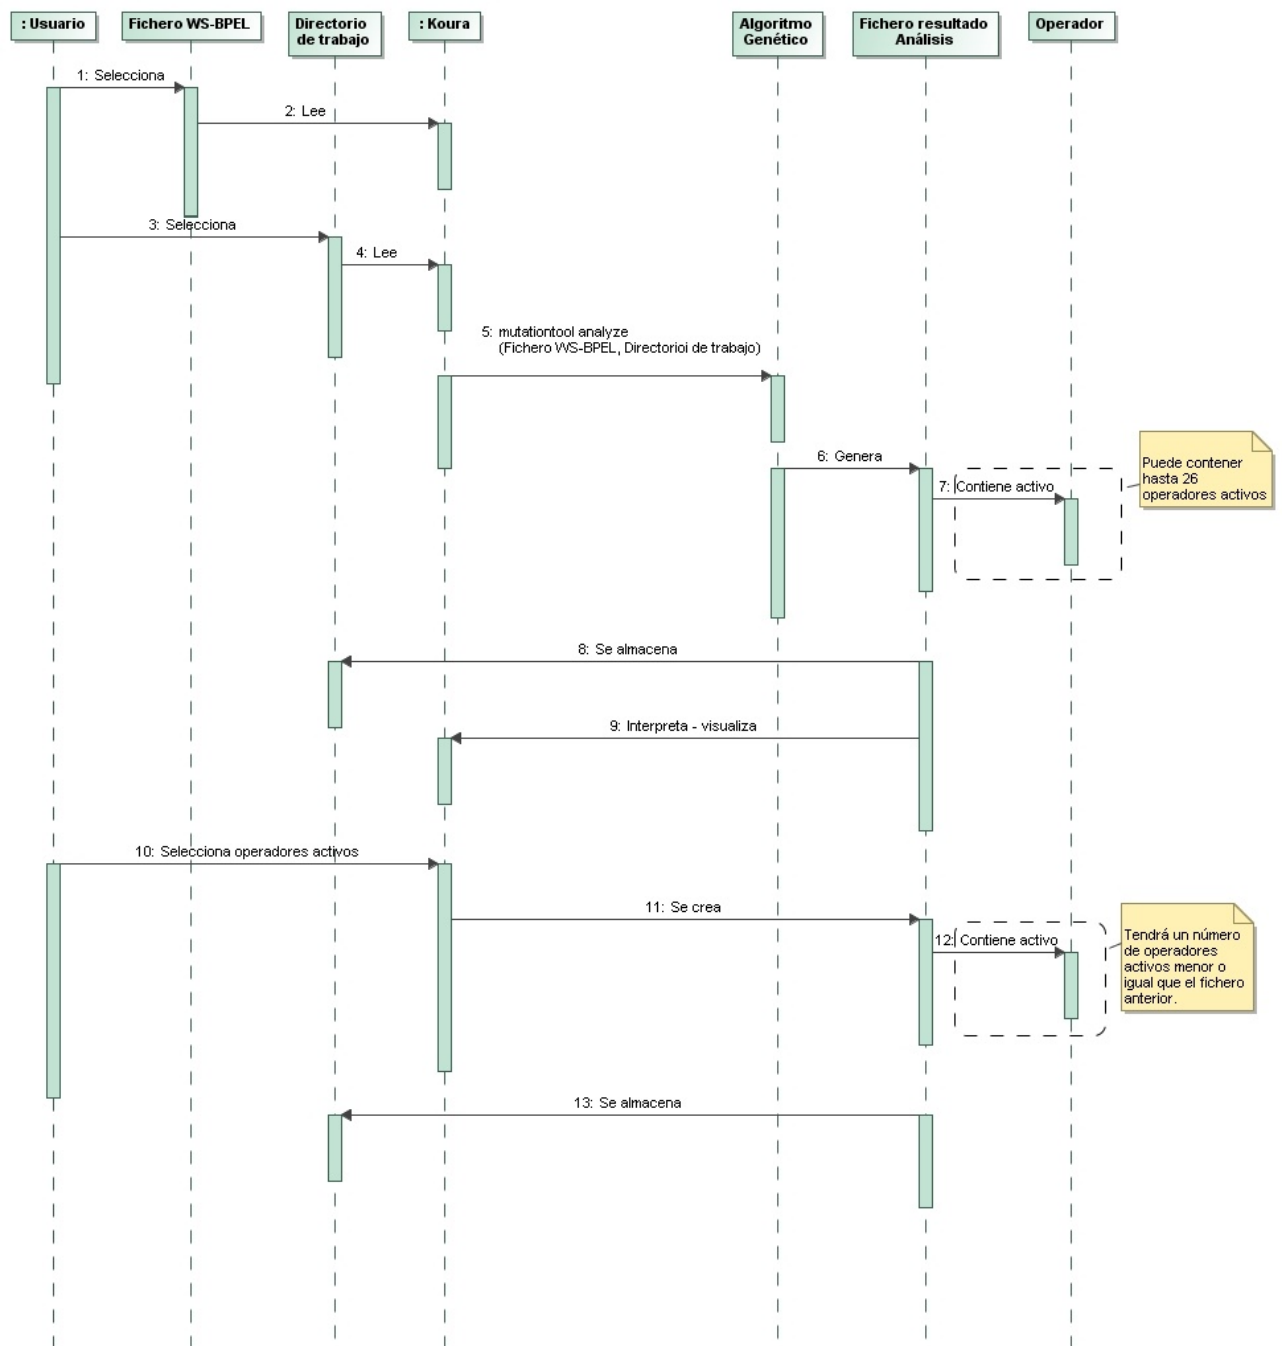 : Usuario
Fichero WS-BPEL
Directorio
de trabajo
: Koura
Algoritmo
Genético
Fichero resultado
Análisis
Operador
1: Selecciona
2: Lee
3: Selecciona
4: Lee
5: mutationtool analyze
(Fichero WS-BPEL, Directorioi de trabajo)
6: Genera
7: Contiene activo
Puede contener
hasta 26
operadores activos
8: Se almacena
9: Interpreta - visualiza
10: Selecciona operadores activos
11: Se crea
12: Contiene activo
Tendrá un número
de operadores
activos menor o
igual que el fichero
anterior.
13: Se almacena